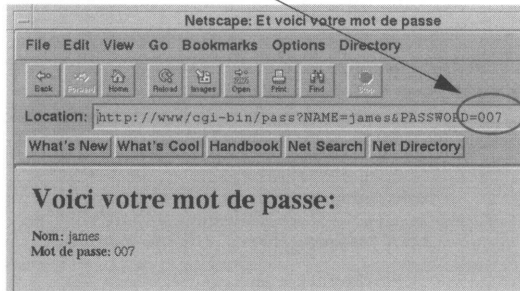 Netscape: Et voici votre mot de passe
File Edit View Go Bookmarks Options Directory
Back Forward Home Reload Images Open Print Find Stop
Location: http://www/cgi-bin/pass?NAME=james&PASSWORD=007
What's New What's Cool Handbook Net Search Net Directory
Voici votre mot de passe:
Nom: james
Mot de passe: 007